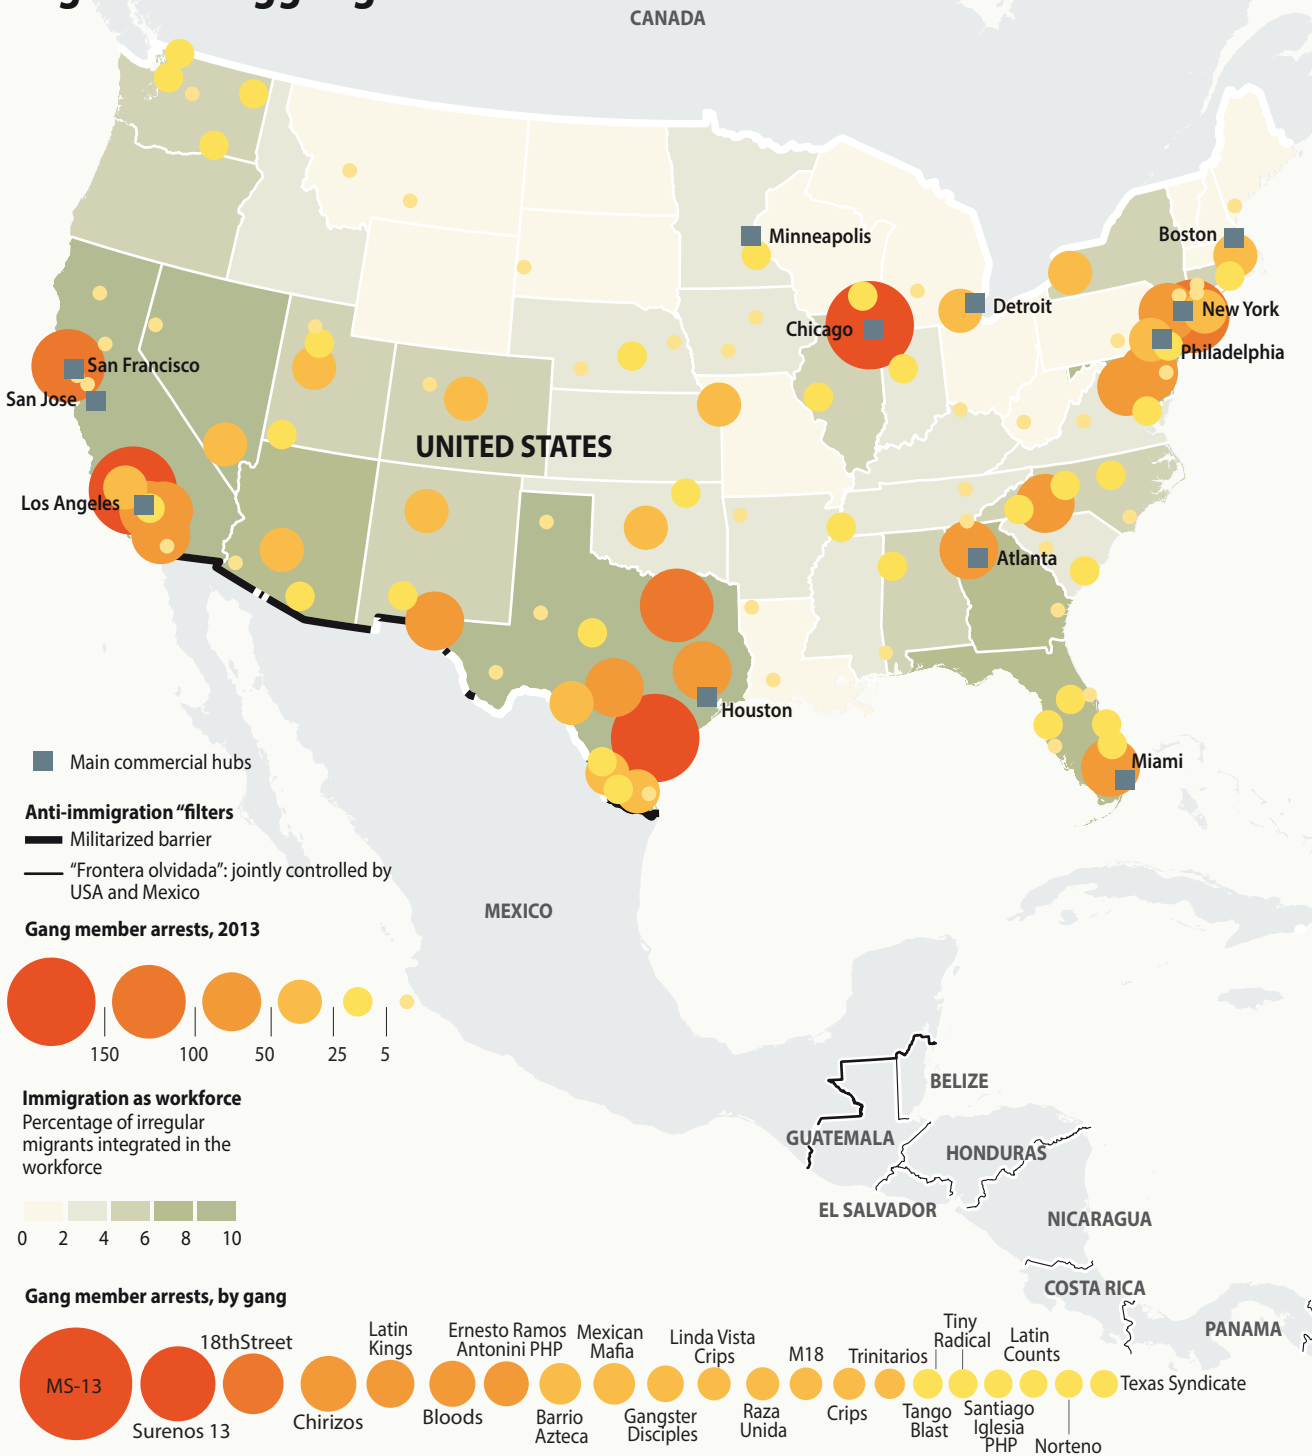 CANADA
Minneapolis
Boston
Detroit
New York
Chicago
Philadelphia
San Francisco
San Jose
UNITED STATES
Los Angeles
Atlanta
Houston
Miami
Main commercial hubs
Anti-immigration “filters
Militarized barrier
“Frontera olvidada”: jointly controlled by
USA and Mexico
MEXICO
Gang member arrests, 2013
150
100
50
25
5
BELIZE
GUATEMALA
HONDURAS
EL SALVADOR
NICARAGUA
COSTA RICA
PANAMA
Immigration as workforce
Percentage of irregular
migrants integrated in the
workforce
0 2 4 6 8 10
Gang member arrests, by gang
MS-13
Surenos 13
18thStreet
Chirizos
Latin
Kings
Bloods
Ernesto Ramos
Antonini PHP
Barrio
Azteca
Mexican
Mafia
Gangster
Disciples
Linda Vista
Crips
Raza
Unida
M18
Crips
Trinitarios
Tango
Blast
Tiny
Radical
Santiago
Iglesia
PHP
Latin
Counts
Norteno
Texas Syndicate